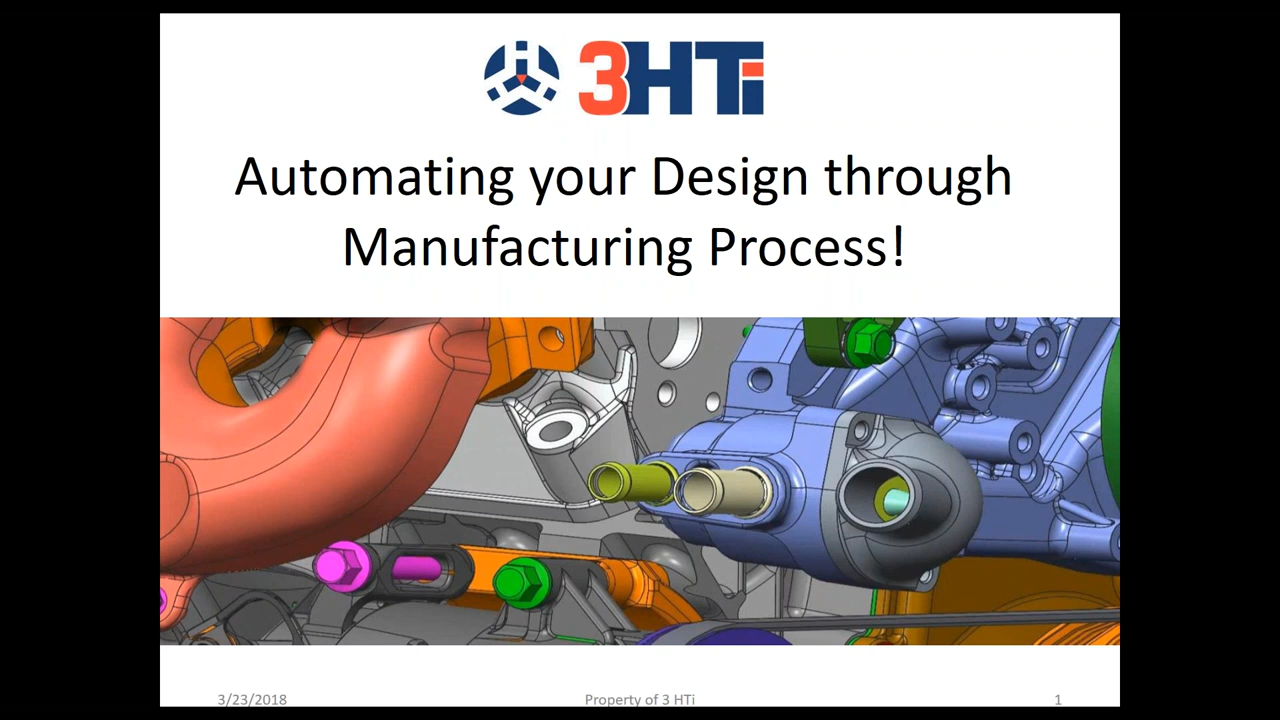 3HTi
Automating your Design through
Manufacturing Process!
3/23/2018
Property of 3 HTi
1